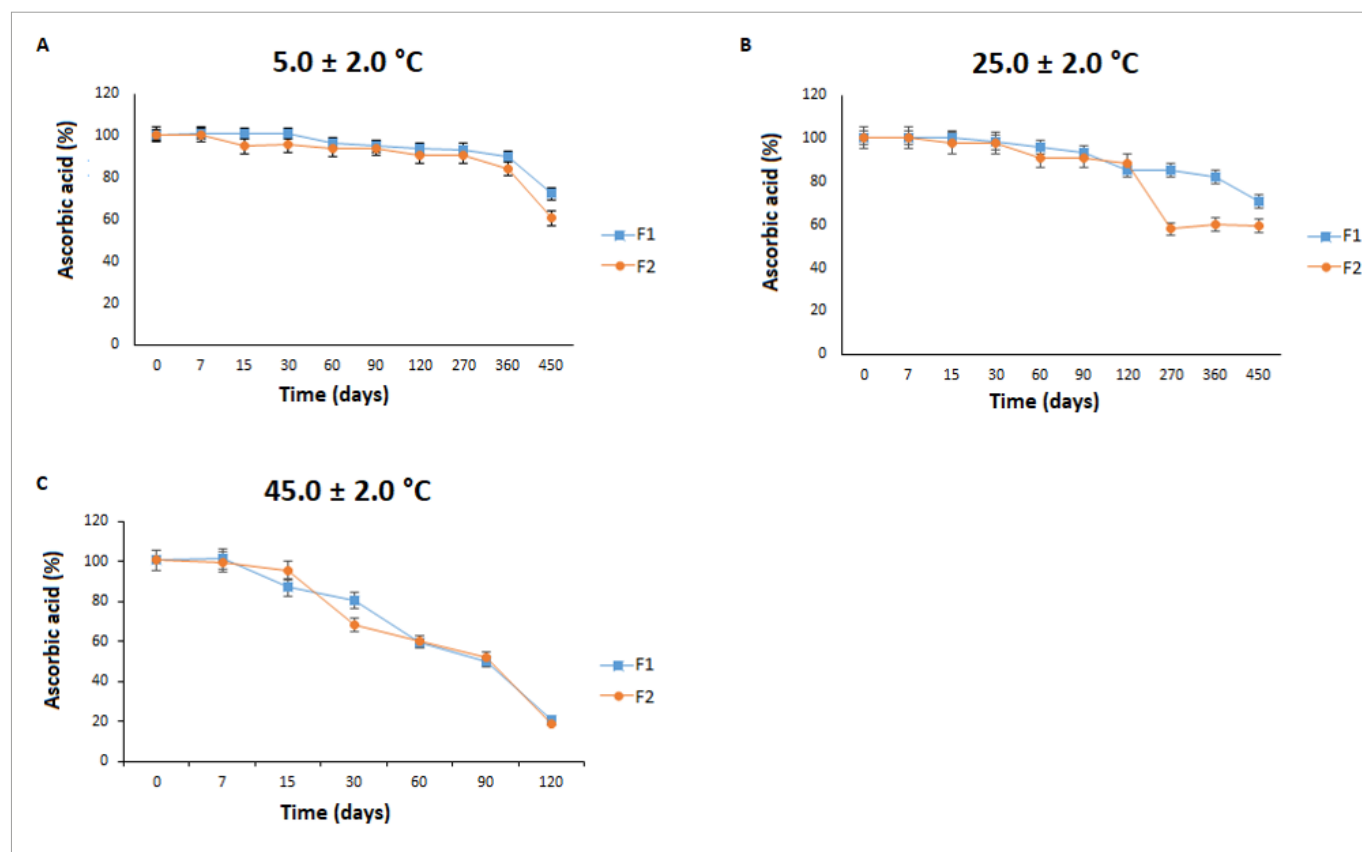 A
5.0 ± 2.0 °C
120
100
80
60
40
20
0
Ascorbic acid (%)
0 7 15 30 60 90 120 270 360 450
Time (days)
F1
F2
B
25.0 ± 2.0 °C
120
100
80
60
40
20
0
Ascorbic acid (%)
0 7 15 30 60 90 120 270 360 450
Time (days)
F1
F2
C
45.0 ± 2.0 °C
120
100
80
60
40
20
0
Ascorbic acid (%)
0 7 15 30 60 90 120
Time (days)
F1
F2